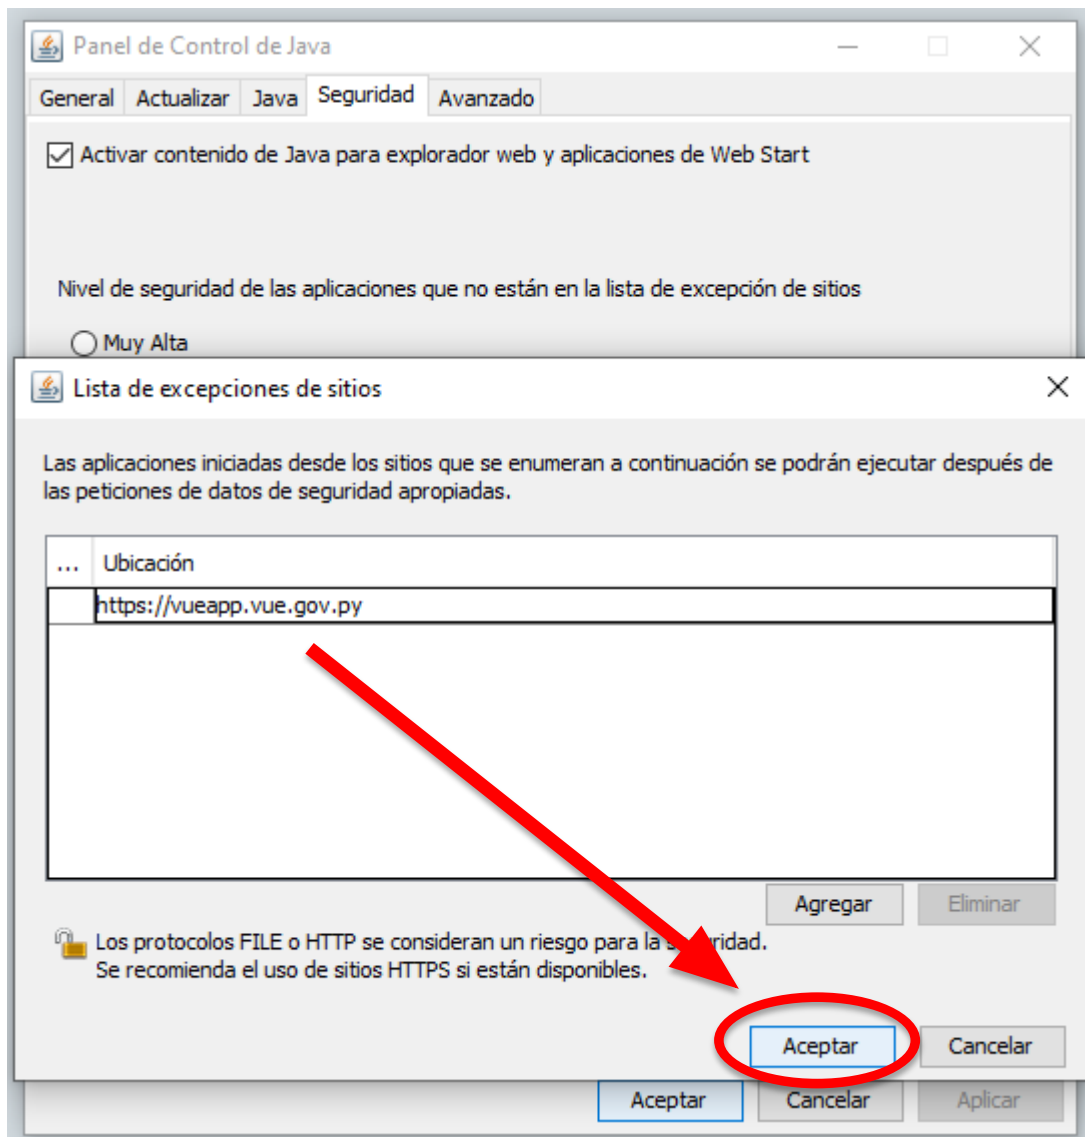 Panel de Control de Java
General Actualizar Java Seguridad Avanzado
Activar contenido de Java para explorador web y aplicaciones de Web Start
Nivel de seguridad de las aplicaciones que no están en la lista de excepción de sitios
Muy Alta
Lista de excepciones de sitios
Las aplicaciones iniciadas desde los sitios que se enumeran a continuación se podrán ejecutar después de
las peticiones de datos de seguridad apropiadas.
... Ubicación
https://vueapp.vue.gov.py
Agregar Eliminar
Los protocolos FILE o HTTP se consideran un riesgo para la seguridad.
Se recomienda el uso de sitios HTTPS si están disponibles.
Aceptar Cancelar
Aceptar Cancelar Aplicar